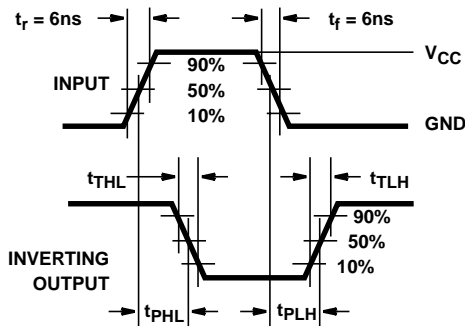 tr = 6ns
tf = 6ns
VCC
90%
INPUT
50%
10%
GND
tTHL
tTLH
90%
50%
INVERTING
10%
OUTPUT
tPHL
tPLH